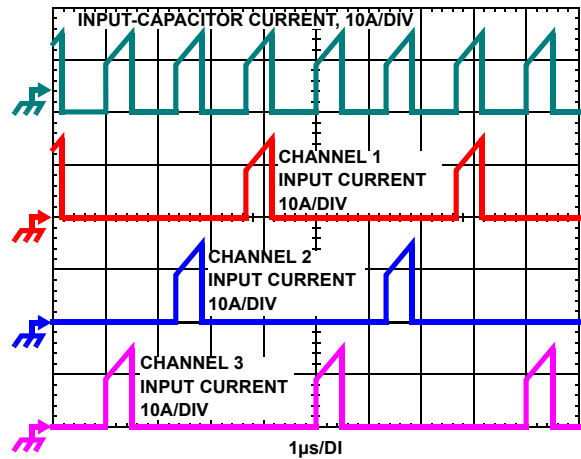 INPUT-CAPACITOR CURRENT, 10A/DIV
CHANNEL 1
INPUT CURRENT
10A/DIV
CHANNEL 2
INPUT CURRENT
10A/DIV
CHANNEL 3
INPUT CURRENT
10A/DIV
1μs/DI